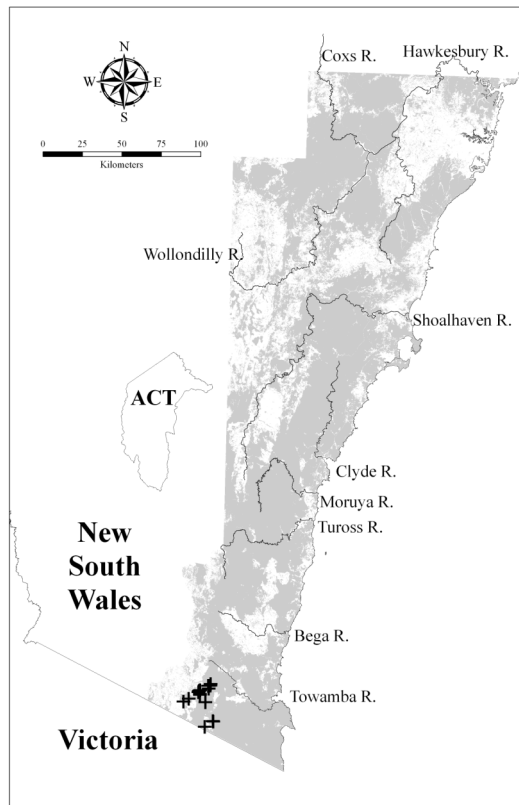 Coxs R.
Hawkesbury R.
N
W E
S
0 25 50 75 100
Kilometers
Wollondilly R.
Shoalhaven R.
ACT
Clyde R.
Moruya R.
Tuross R.
New
South
Wales
Bega R.
Towamba R.
Victoria